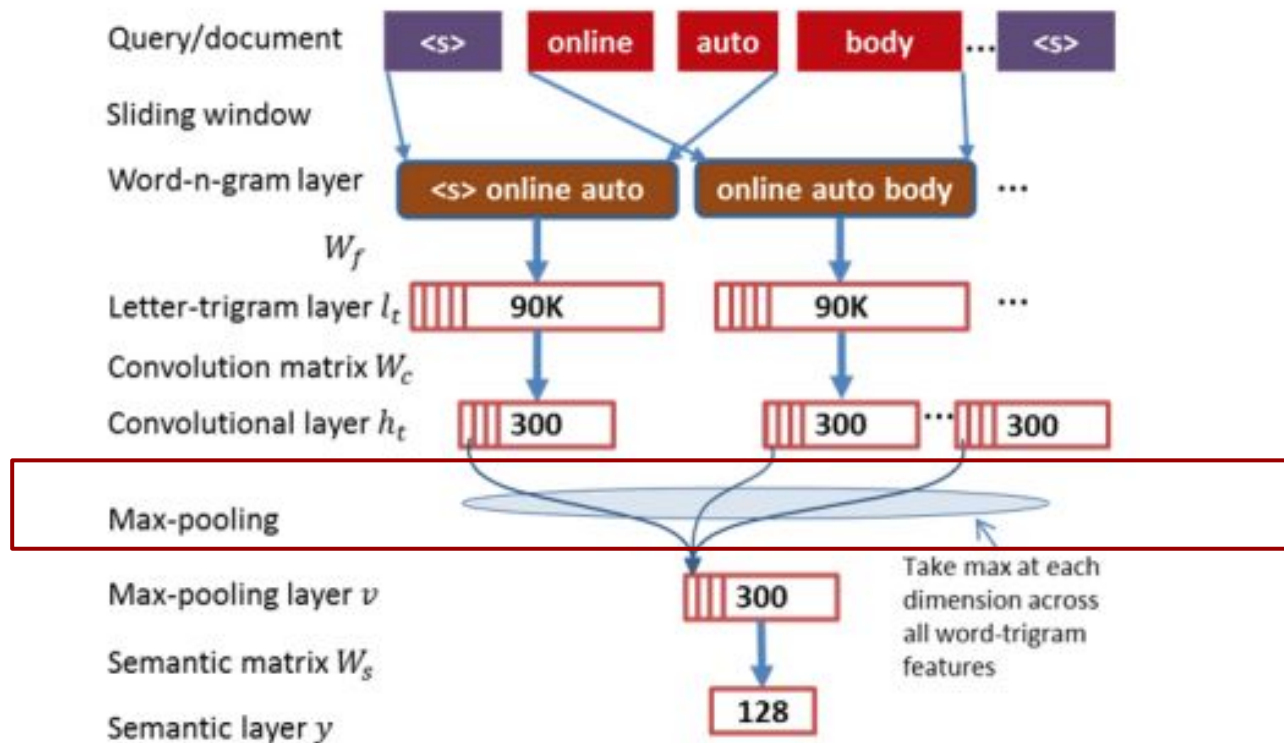 Query/document <s> online auto body ... <s>
Sliding window
Word-n-gram layer <s> online auto online auto body ...
W_f
Letter-trigram layer l_t 90K 90K ...
Convolution matrix W_c
Convolutional layer h_t 300 300 ... 300
Max-pooling
Take max at each
dimension across
all word-trigram
features
Max-pooling layer v 300
Semantic matrix W_s
Semantic layer y 128